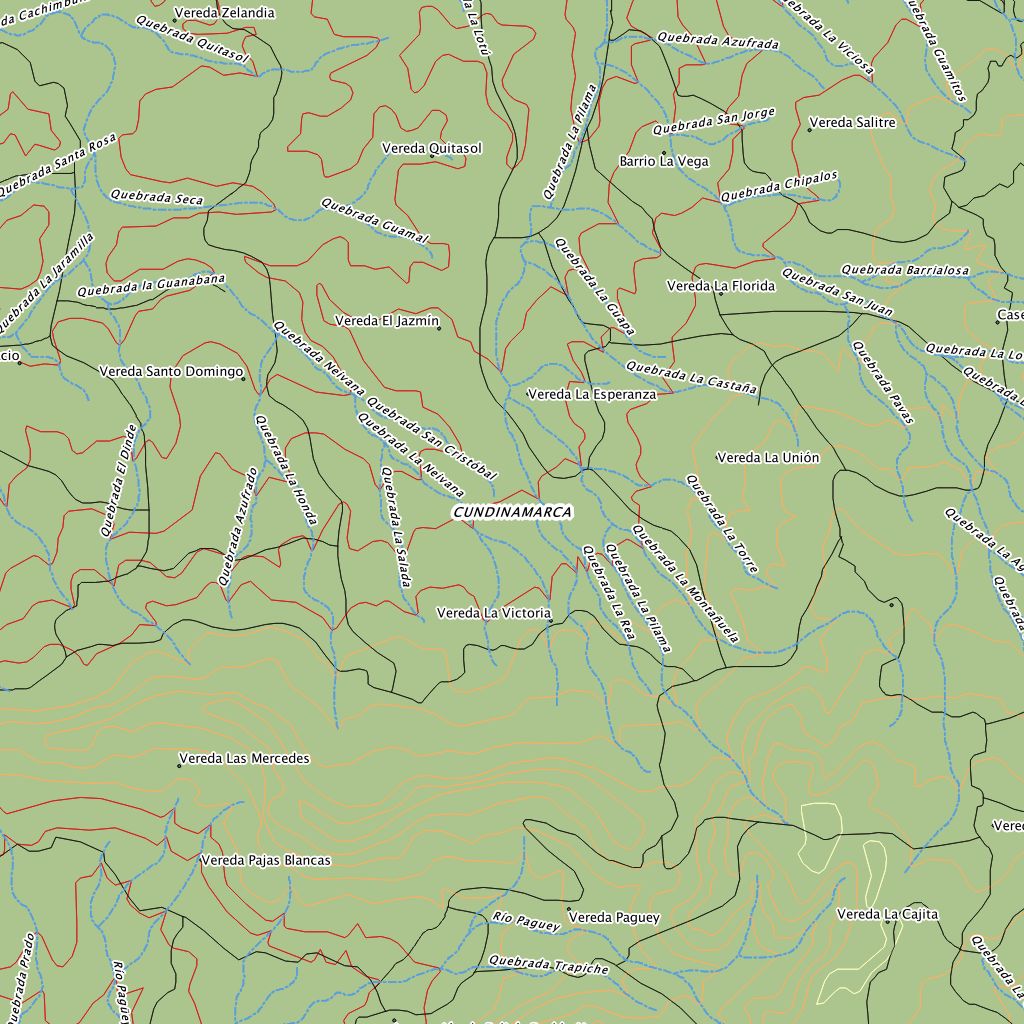 Vereda Zelandia
Quebrada Quitasol
Quebrada Azufrada
Quebrada La Viciosa
Quebrada Guamitos
Quebrada La Pilama
Quebrada San Jorge
Vereda Salitre
Quebrada Santa Rosa
Vereda Quitasol
Barrio La Vega
Quebrada Chipalos
Quebrada Seca
Quebrada Guamal
Quebrada La Jaramilla
Quebrada la Guanabana
Quebrada La Guapa
Quebrada Barrialosa
Vereda La Florida
Quebrada San Juan
Vereda El Jazmín
Quebrada Neivana
Quebrada La Castaña
Quebrada Pavas
Vereda Santo Domingo
Vereda La Esperanza
Quebrada San Cristóbal
Quebrada La Neivana
Quebrada El Dinde
Quebrada La Honda
Quebrada Azufrado
Quebrada La Salada
Vereda La Unión
Quebrada La Torre
CUNDINAMARCA
Quebrada La Rea
Quebrada La Pilama
Quebrada La Montañuela
Vereda La Victoria
Vereda Las Mercedes
Vereda Pajas Blancas
Río Paguey
Vereda Paguey
Vereda La Cajita
Quebrada Trapiche
Quebrada Prado